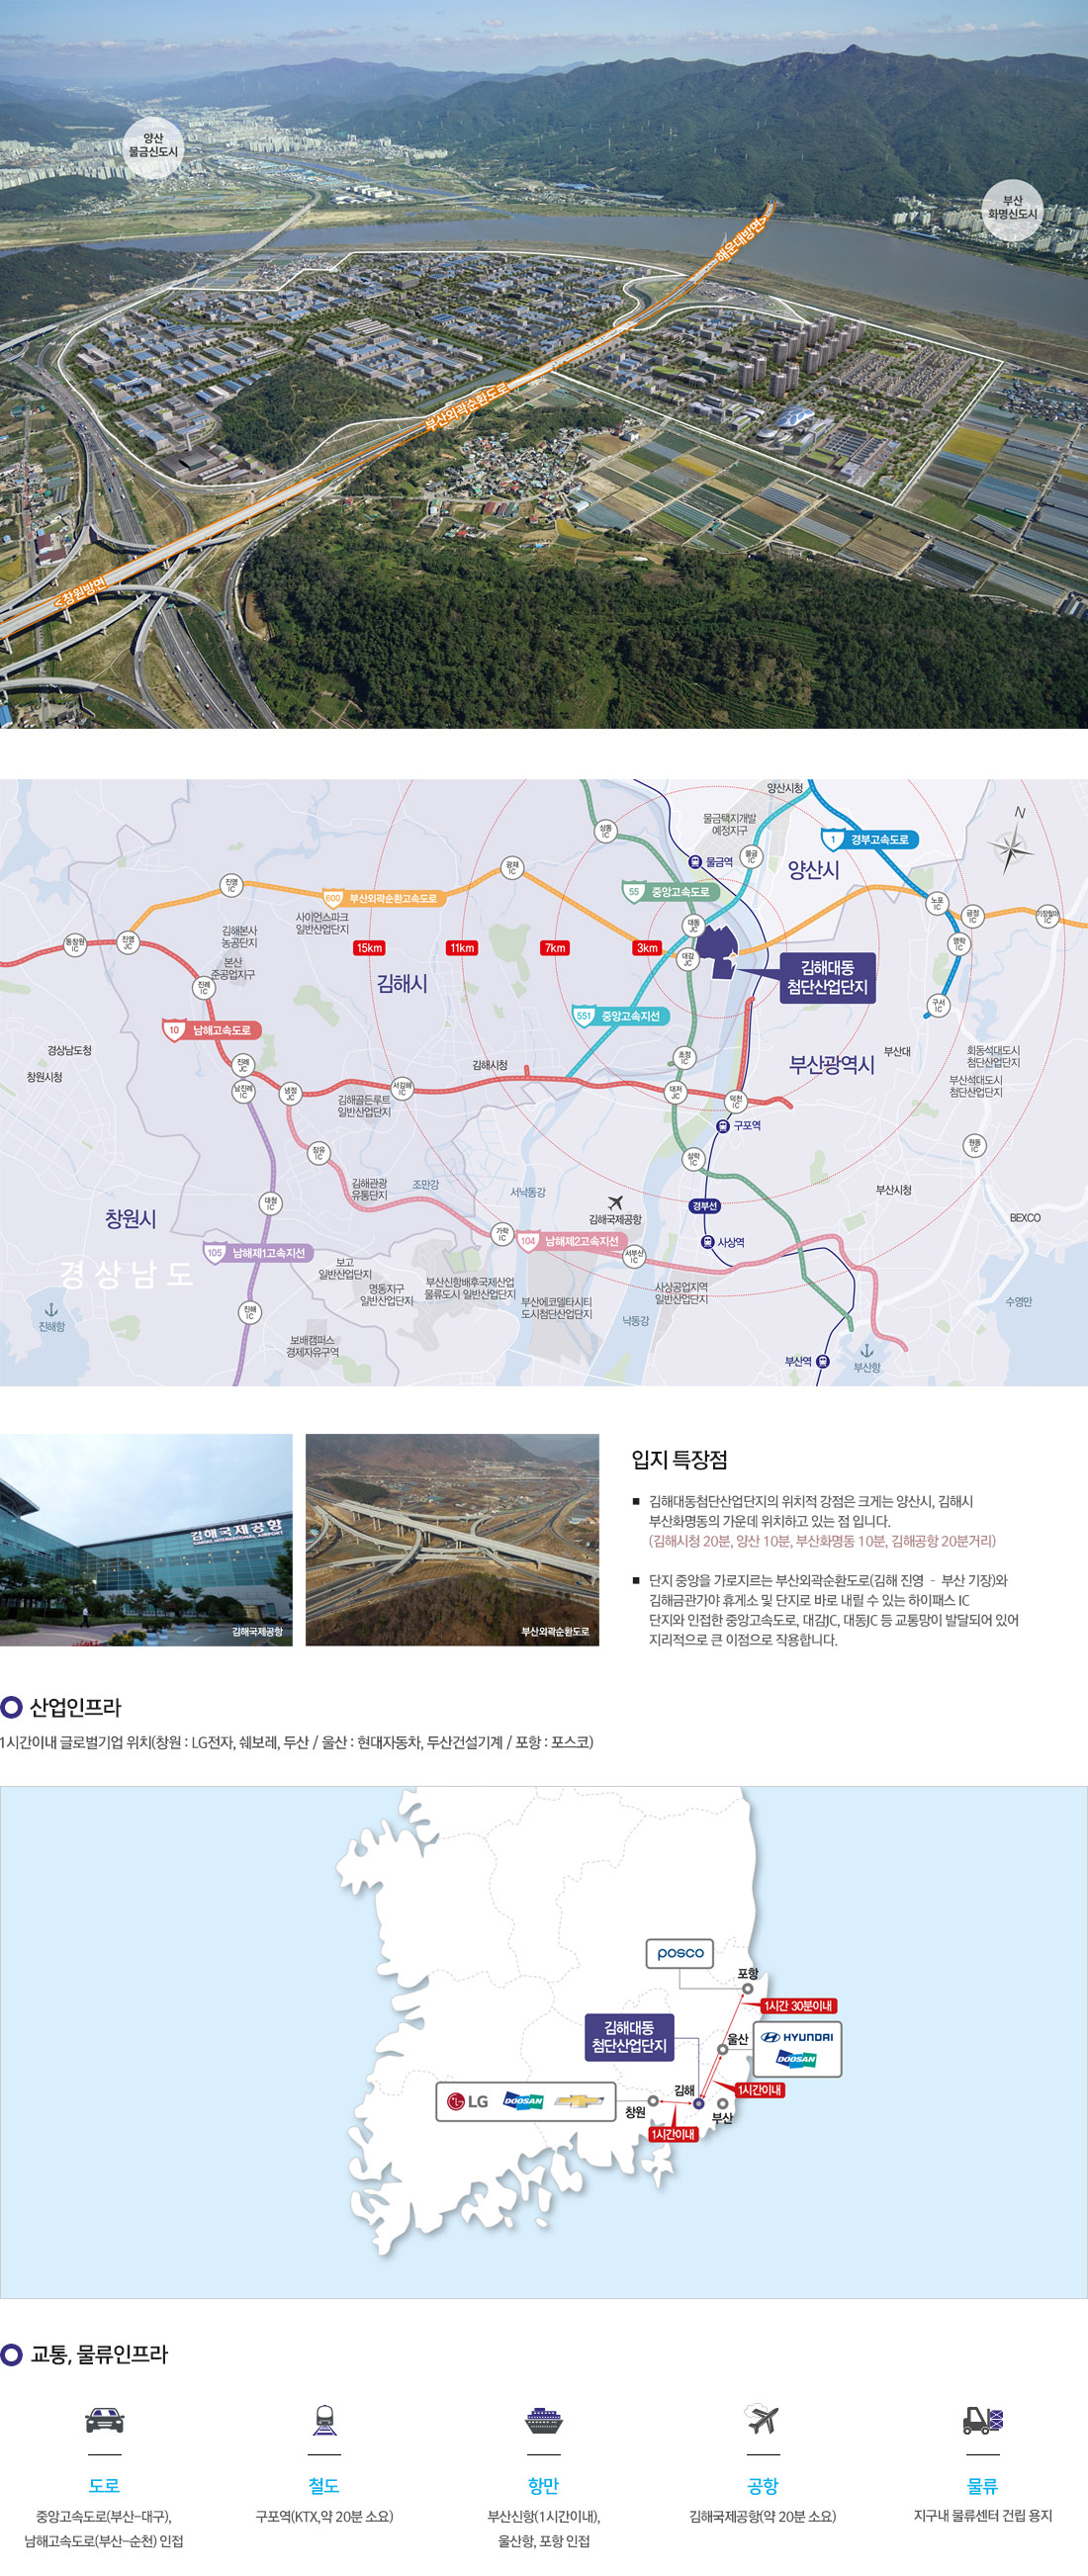 양산
물금신도시
부산
화명신도시
해운대방면>
부산외곽순환도로
<창원방면
양산시청
물금택지개발
예정지구
N
상동
IC
1 경부고속도로
물금
IC
물금역
양산시
광재
IC
진영
IC
55 중앙고속도로
600 부산외곽순환고속도로
노포
IC
금정
IC
사이언스파크
일반산업단지
대동
JC
김해본사
농공단지
동창원
IC
진영
JC
15km
11km
7km
3km
대감
JC
김해대동
첨단산업단지
본산
준공업지구
김해시
진례
IC
구서
IC
551 중앙고속지선
10 남해고속도로
경상남도청
창원시청
진례
JC
김해시청
초정
IC
부산광역시
부산대
회동석대도시
첨단산업단지
부산석대도시
첨단산업단지
남진례
IC
냉정
JC
서김해
IC
대저
JC
덕천
IC
김해골든루트
일반산업단지
구포역
장유
IC
삼락
IC
원동
IC
김해관광
유통단지
조만강
서낙동강
부산시청
대청
IC
김해국제공항
경부선
창원시
BEXCO
가락
IC
104 남해제2고속지선
사상역
105 남해제1고속지선
서부산
IC
경상남도
보고
일반산업단지
명동지구
일반산업단지
부산신항배후국제산업
물류도시 일반산업단지
사상공업지역
일반산업단지
부산에코델타시티
도시첨단산업단지
진해항
진해
IC
낙동강
수영만
보배캠퍼스
경제자유구역
부산역
부산항
김해국제공항
GIMHAE INTERNATIONAL AIRPORT
김해국제공항
부산외곽순환도로
입지 특장점
■ 김해대동첨단산업단지의 위치적 강점은 크게는 양산시, 김해시
부산화명동의 가운데 위치하고 있는 점 입니다.
(김해시청 20분, 양산 10분, 부산화명동 10분, 김해공항 20분거리)
■ 단지 중앙을 가로지르는 부산외곽순환도로(김해 진영 - 부산 기장)와
김해금관가야 휴게소 및 단지로 바로 내릴 수 있는 하이패스 IC
단지와 인접한 중앙고속도로, 대감JC, 대동JC 등 교통망이 발달되어 있어
지리적으로 큰 이점으로 작용합니다.
산업인프라
1시간이내 글로벌기업 위치(창원 : LG전자, 쉐보레, 두산 / 울산 : 현대자동차, 두산건설기계 / 포항 : 포스코)
posco
포항
1시간 30분이내
김해대동
첨단산업단지
울산
HYUNDAI
DOOSAN
LG
DOOSAN
CHEVROLET
김해
1시간이내
창원
부산
1시간이내
교통, 물류인프라
도로
중앙고속도로(부산-대구),
남해고속도로(부산-순천) 인접
철도
구포역(KTX,약 20분 소요)
항만
부산신항(1시간이내),
울산항, 포항 인접
공항
김해국제공항(약 20분 소요)
물류
지구내 물류센터 건립 용지